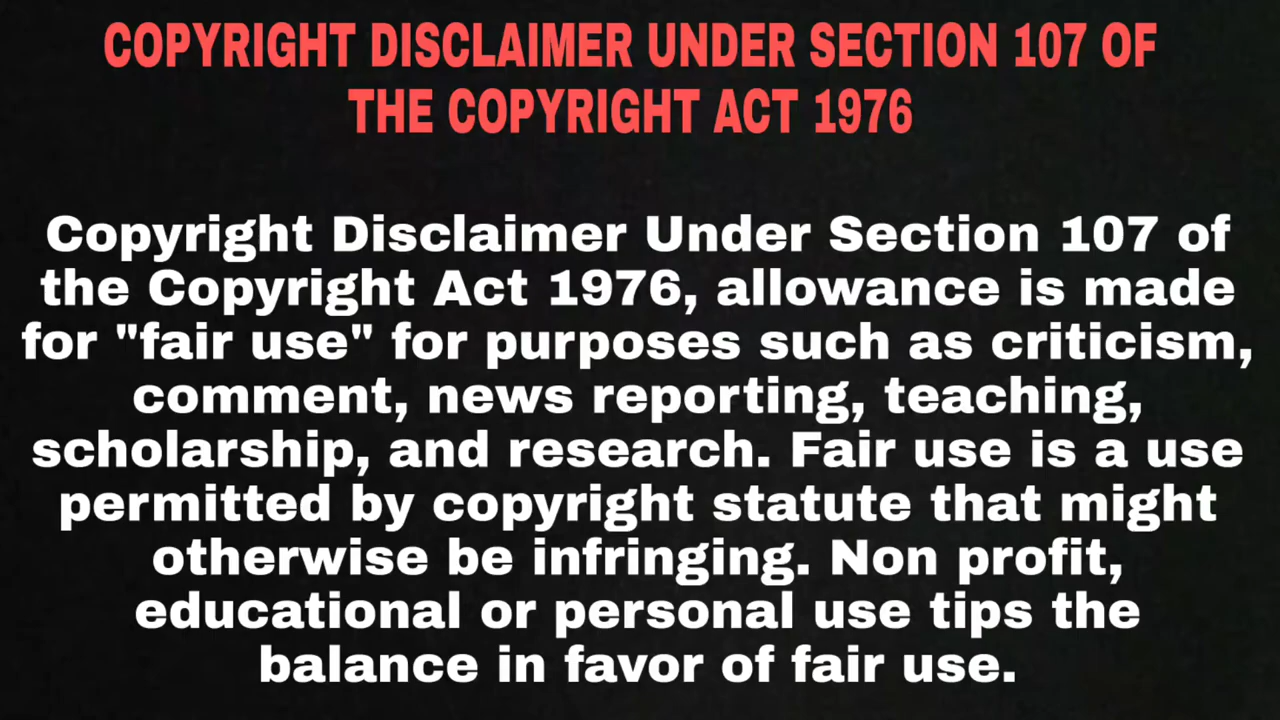 COPYRIGHT DISCLAIMER UNDER SECTION 107 OF
THE COPYRIGHT ACT 1976
Copyright Disclaimer Under Section 107 of
the Copyright Act 1976, allowance is made
for "fair use" for purposes such as criticism,
comment, news reporting, teaching,
scholarship, and research. Fair use is a use
permitted by copyright statute that might
otherwise be infringing. Non profit,
educational or personal use tips the
balance in favor of fair use.